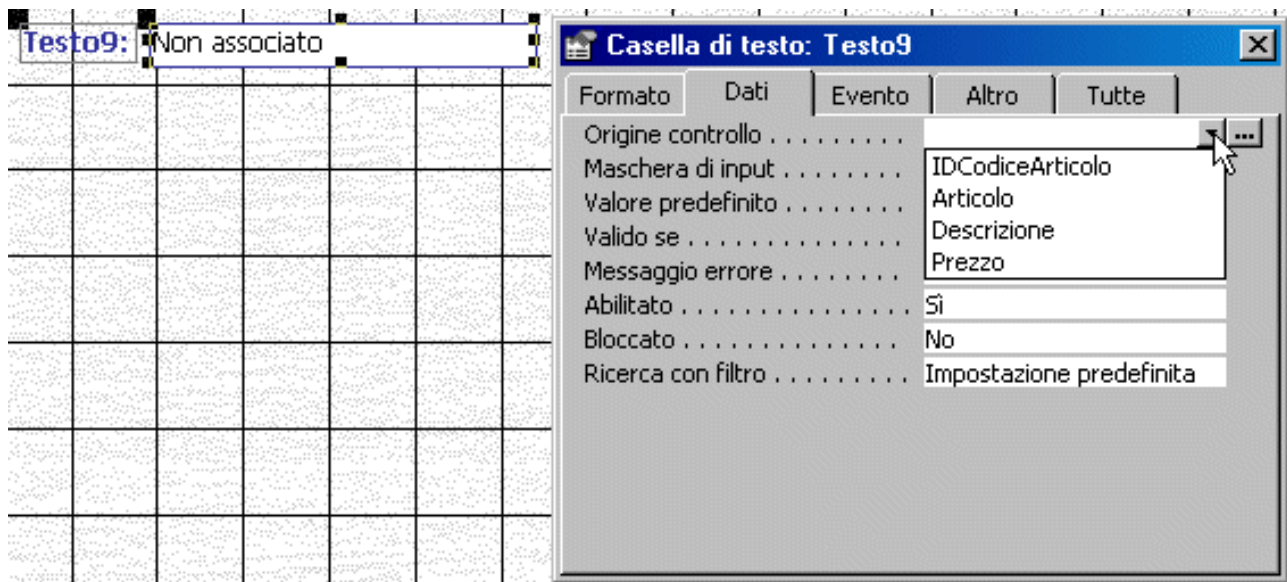 Testo9: Non associato
Casella di testo: Testo9
Formato Dati Evento Altro Tutte
Origine controllo . . . . . . . . .
IDCodiceArticolo
Maschera di input . . . . . . . .
Articolo
Valore predefinito . . . . . . . .
Descrizione
Valido se . . . . . . . . . . . . . .
Prezzo
Messaggio errore . . . . . . . .
Abilitato . . . . . . . . . . . . . . . Sì
Bloccato . . . . . . . . . . . . . . No
Ricerca con filtro . . . . . . . . . Impostazione predefinita